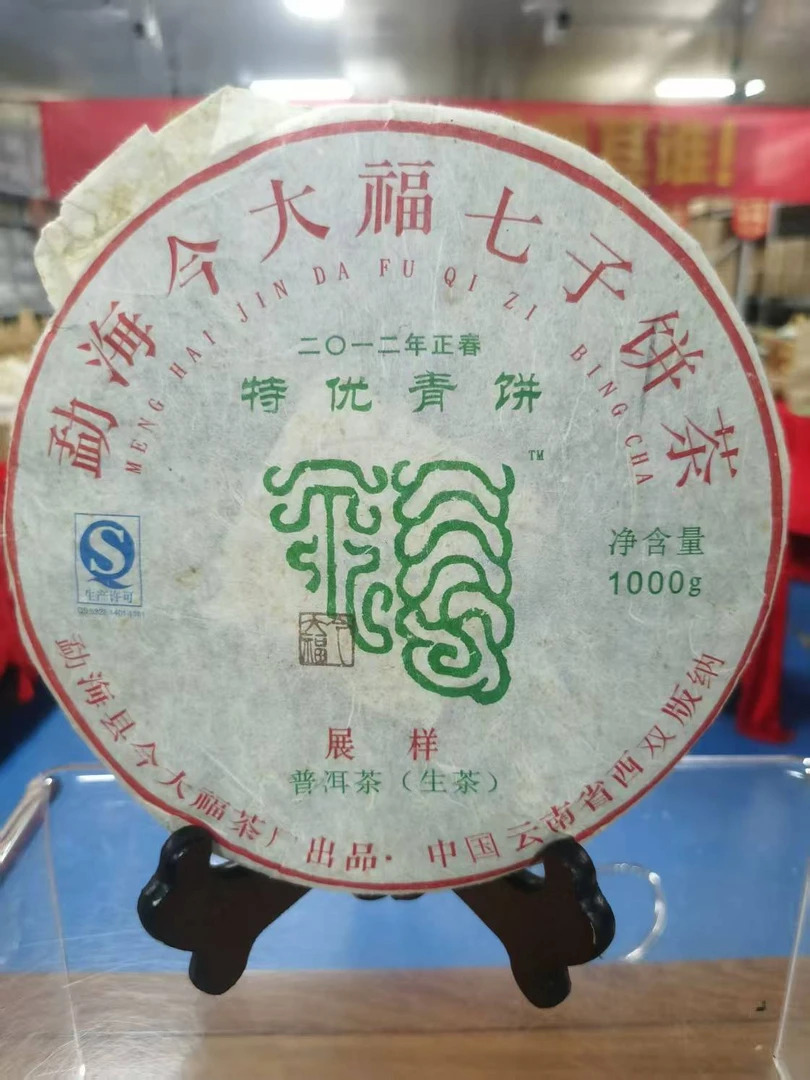 勐海今大福七子饼茶
MENG HAI JIN DA FU QI ZI BING CHA
二〇一二年正春
特优青饼
TM
S
生产许可
净含量
1000g
今大福
展样
普洱茶（生茶）
勐海县今大福茶厂出品·中国云南省西双版纳